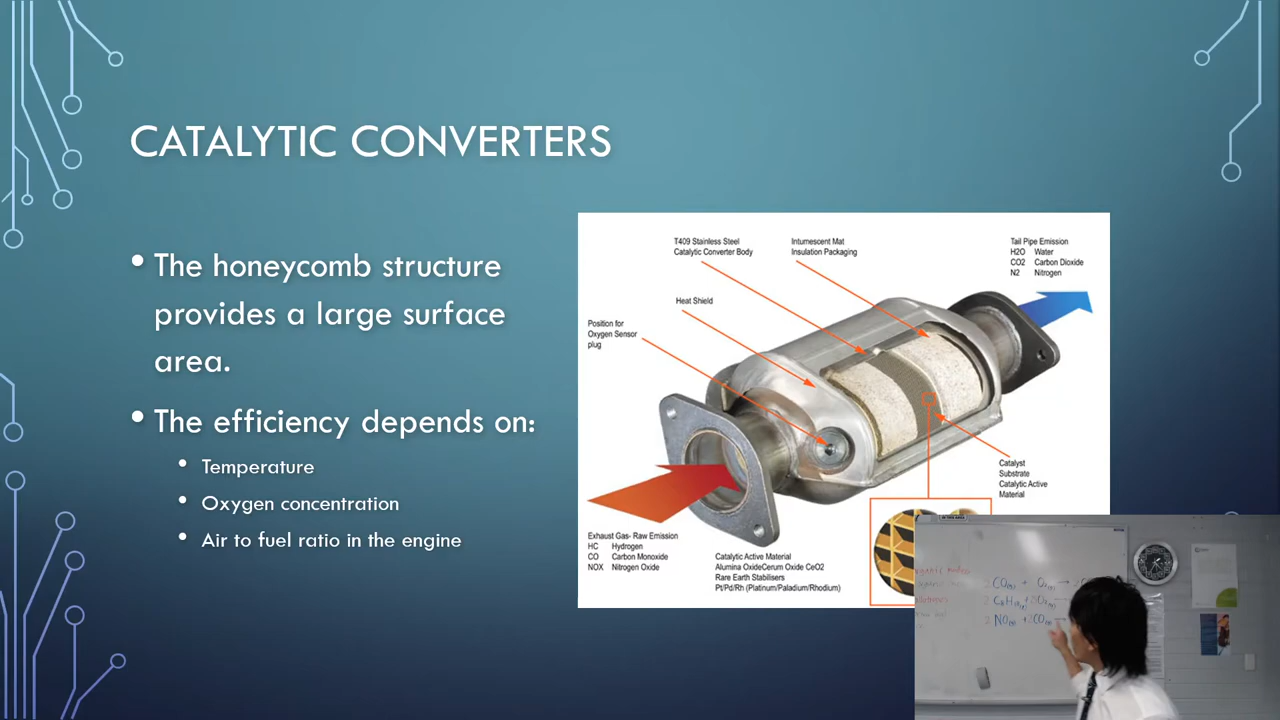 CATALYTIC CONVERTERS
• The honeycomb structure
provides a large surface
area.
• The efficiency depends on:
• Temperature
• Oxygen concentration
• Air to fuel ratio in the engine
T409 Stainless Steel
Catalytic Converter Body
Intumescent Mat
Insulation Packaging
Tail Pipe Emission
H2O Water
CO2 Carbon Dioxide
N2 Nitrogen
Heat Shield
Position for
Oxygen Sensor
plug
Catalyst
Substrate
Catalytic Active
Material
Exhaust Gas- Raw Emission
HC Hydrogen
CO Carbon Monoxide
NOX Nitrogen Oxide
Catalytic Active Material
Alumina OxideCerum Oxide CeO2
Rare Earth Stabilisers
Pt/Pd/Rh (Platinum/Paladium/Rhodium)